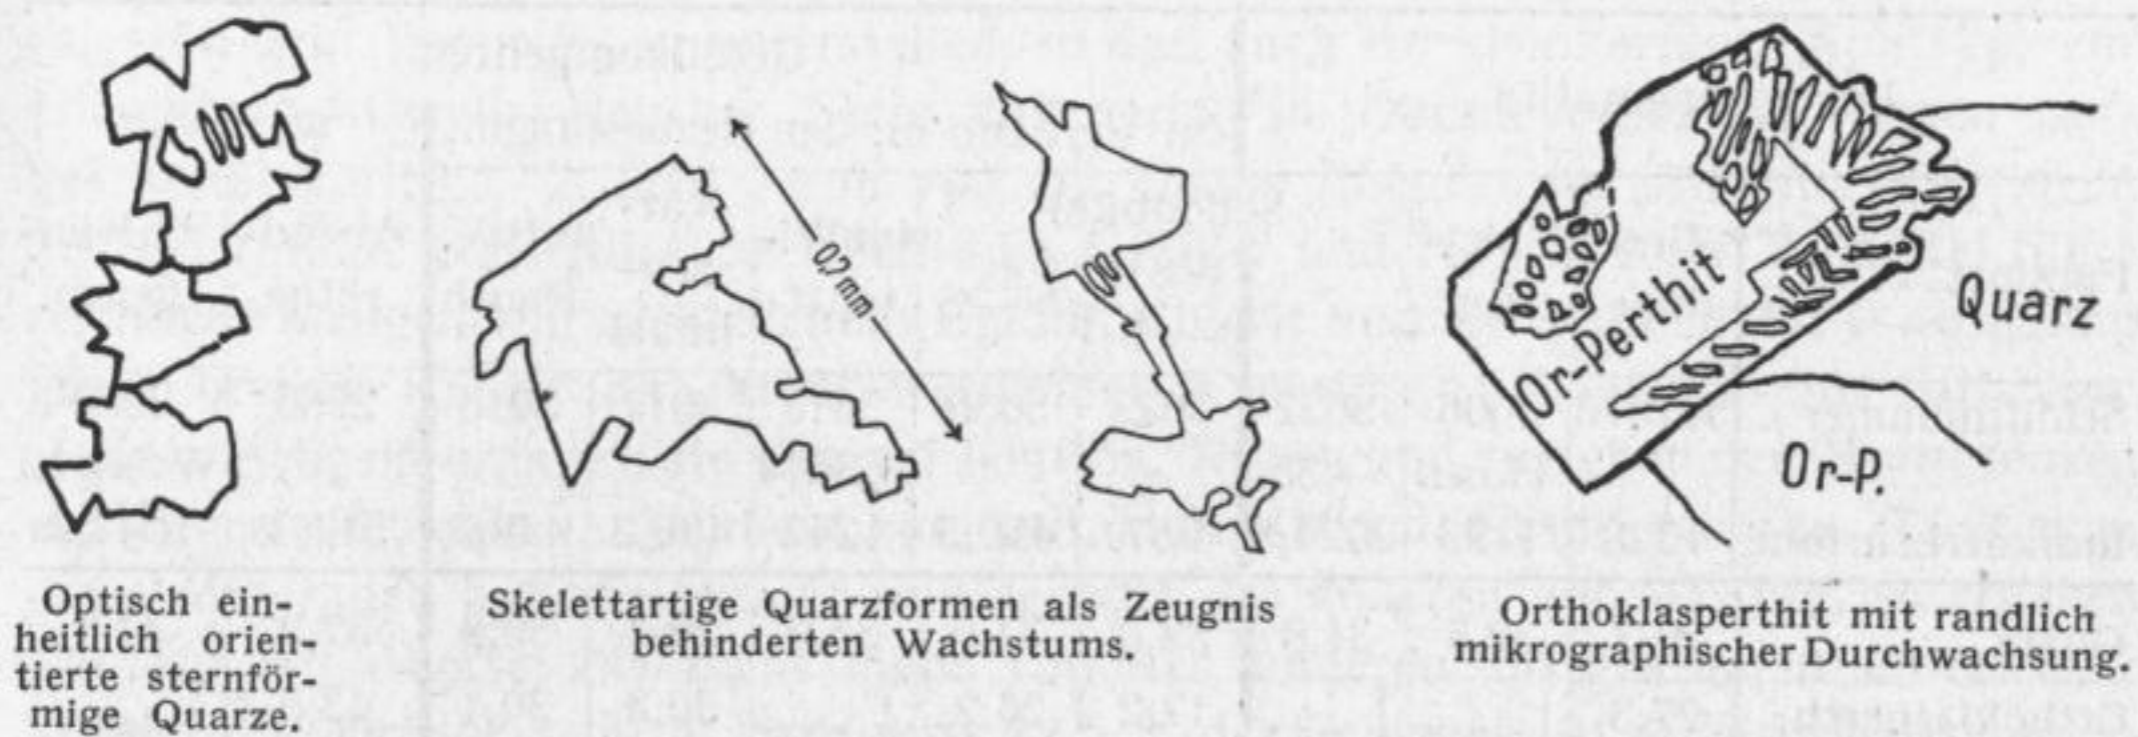 0,7 mm
Or-Perthit
Quarz
Or-P.
Optisch ein-
heitlich orien-
tierte sternför-
mige Quarze.
Skelettartige Quarzformen als Zeugnis
behinderten Wachstums.
Orthoklasperthit mit randlich
mikrographischer Durchwachsung.